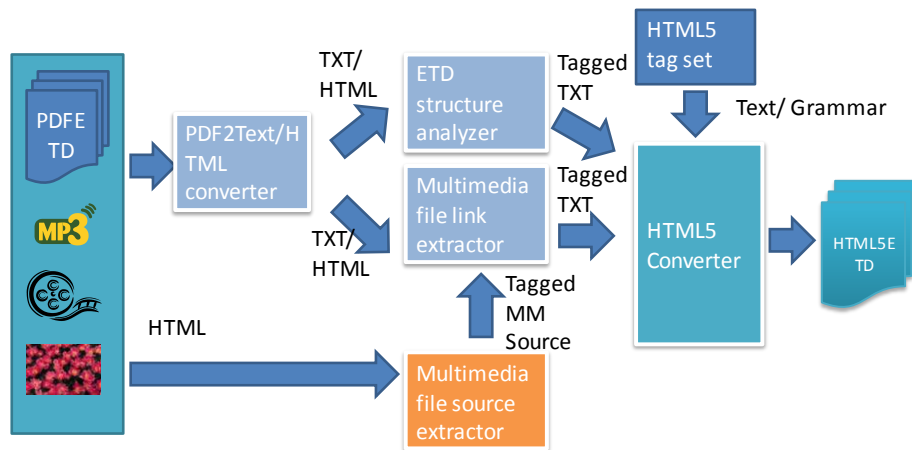 PDFE
TD
MP3
HTML
PDF2Text/H
TML
converter
TXT/
HTML
TXT/
HTML
ETD
structure
analyzer
Multimedia
file link
extractor
Tagged
MM
Source
Multimedia
file source
extractor
Tagged
TXT
Tagged
TXT
HTML5
tag set
Text/ Grammar
HTML5
Converter
HTML5E
TD